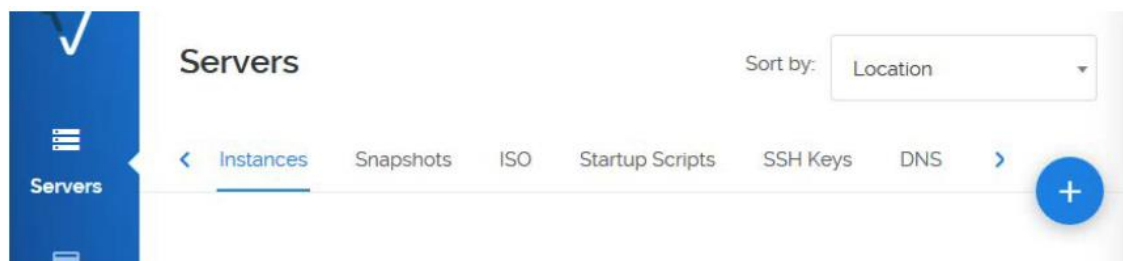 Servers
Sort by:
Location
Servers
Instances
Snapshots
ISO
Startup Scripts
SSH Keys
DNS